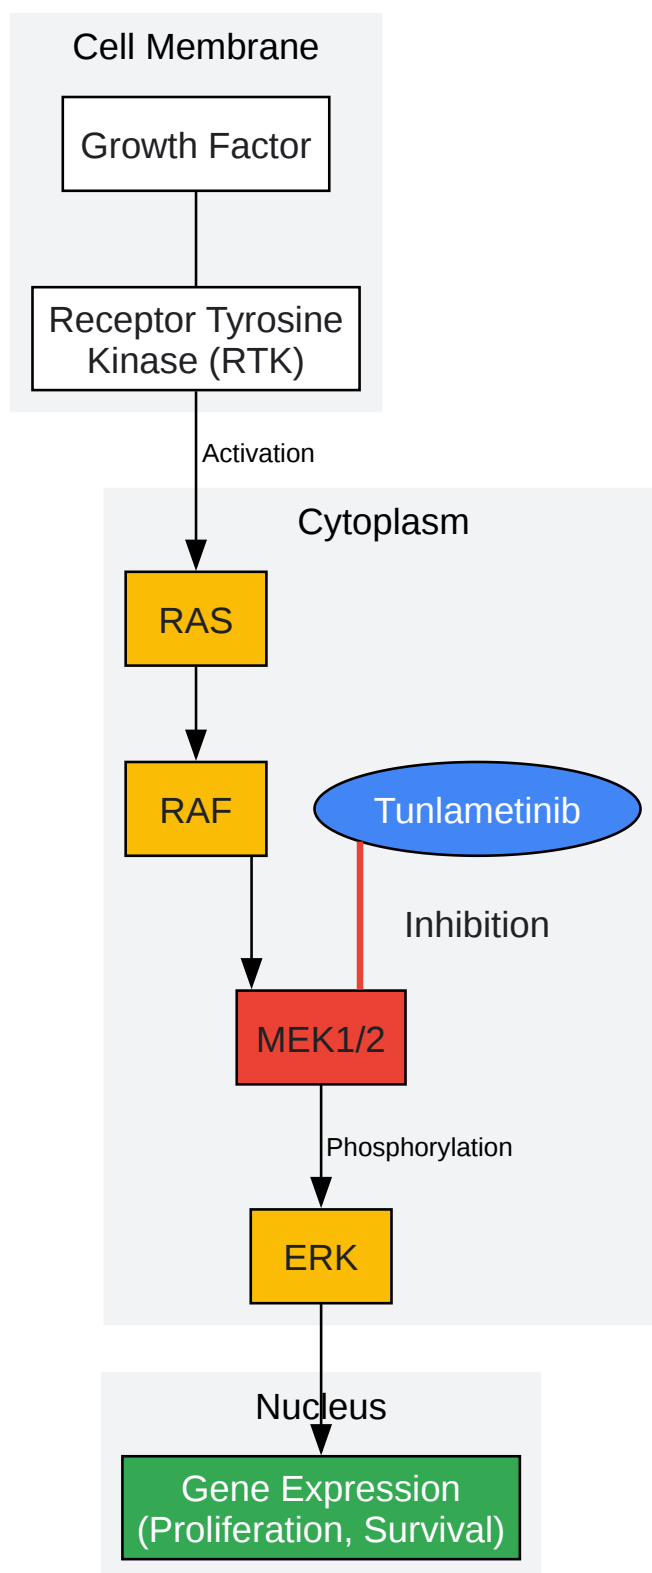 Cell Membrane
Growth Factor
Receptor Tyrosine
Kinase (RTK)
Activation
Cytoplasm
RAS
RAF
Tunlametinib
Inhibition
MEK1/2
Phosphorylation
ERK
Nucleus
Gene Expression
(Proliferation, Survival)